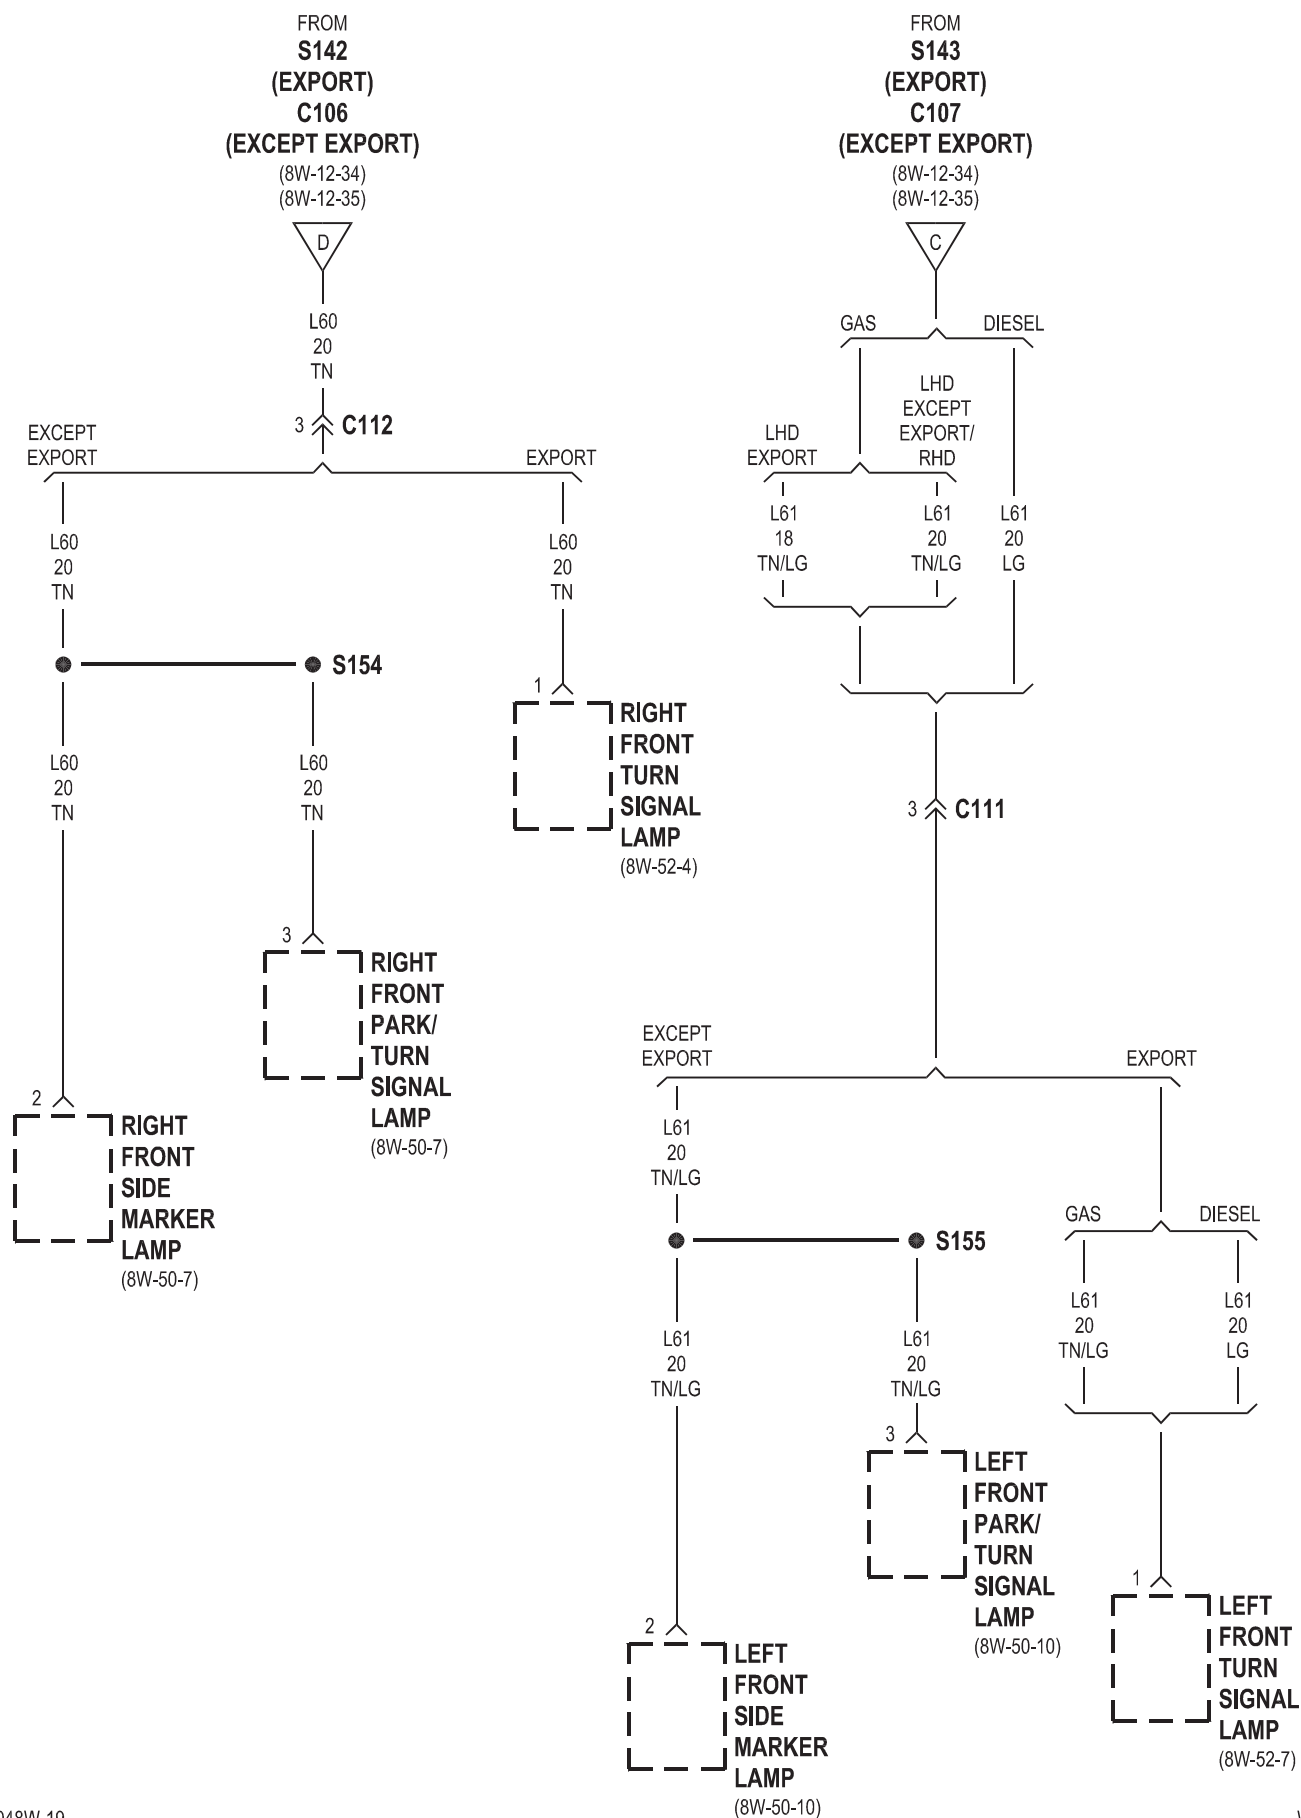 FROM
S142
(EXPORT)
C106
(EXCEPT EXPORT)
(8W-12-34)
(8W-12-35)
D
L60
20
TN
3
C112
EXCEPT
EXPORT
EXPORT
L60
20
TN
L60
20
TN
S154
L60
20
TN
L60
20
TN
1
RIGHT
FRONT
TURN
SIGNAL
LAMP
(8W-52-4)
3
RIGHT
FRONT
PARK/
TURN
SIGNAL
LAMP
(8W-50-7)
2
RIGHT
FRONT
SIDE
MARKER
LAMP
(8W-50-7)
FROM
S143
(EXPORT)
C107
(EXCEPT EXPORT)
(8W-12-34)
(8W-12-35)
C
GAS
DIESEL
LHD
EXPORT
LHD
EXCEPT
EXPORT/
RHD
L61
18
TN/LG
L61
20
TN/LG
L61
20
LG
3
C111
EXCEPT
EXPORT
EXPORT
L61
20
TN/LG
S155
GAS
DIESEL
L61
20
TN/LG
L61
20
LG
L61
20
TN/LG
L61
20
TN/LG
3
LEFT
FRONT
PARK/
TURN
SIGNAL
LAMP
(8W-50-10)
1
LEFT
FRONT
TURN
SIGNAL
LAMP
(8W-52-7)
2
LEFT
FRONT
SIDE
MARKER
LAMP
(8W-50-10)